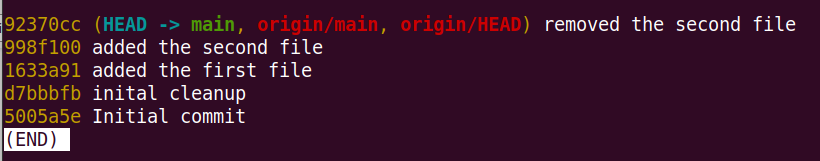 92370cc (HEAD -> main, origin/main, origin/HEAD) removed the second file
998f100 added the second file
1633a91 added the first file
d7bbbfb inital cleanup
5005a5e Initial commit
(END)